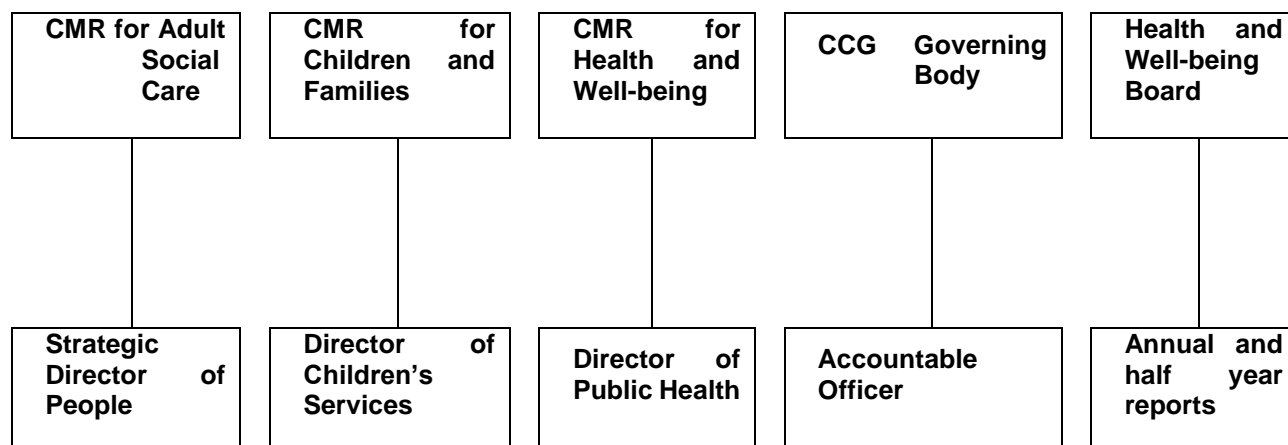 CMR for Adult
Social
Care
CMR for
Children and
Families
CMR for
Health and
Well-being
CCG Governing
Body
Health and
Well-being
Board
Strategic
Director of
People
Director of
Children's
Services
Director of
Public Health
Accountable
Officer
Annual and
half year
reports